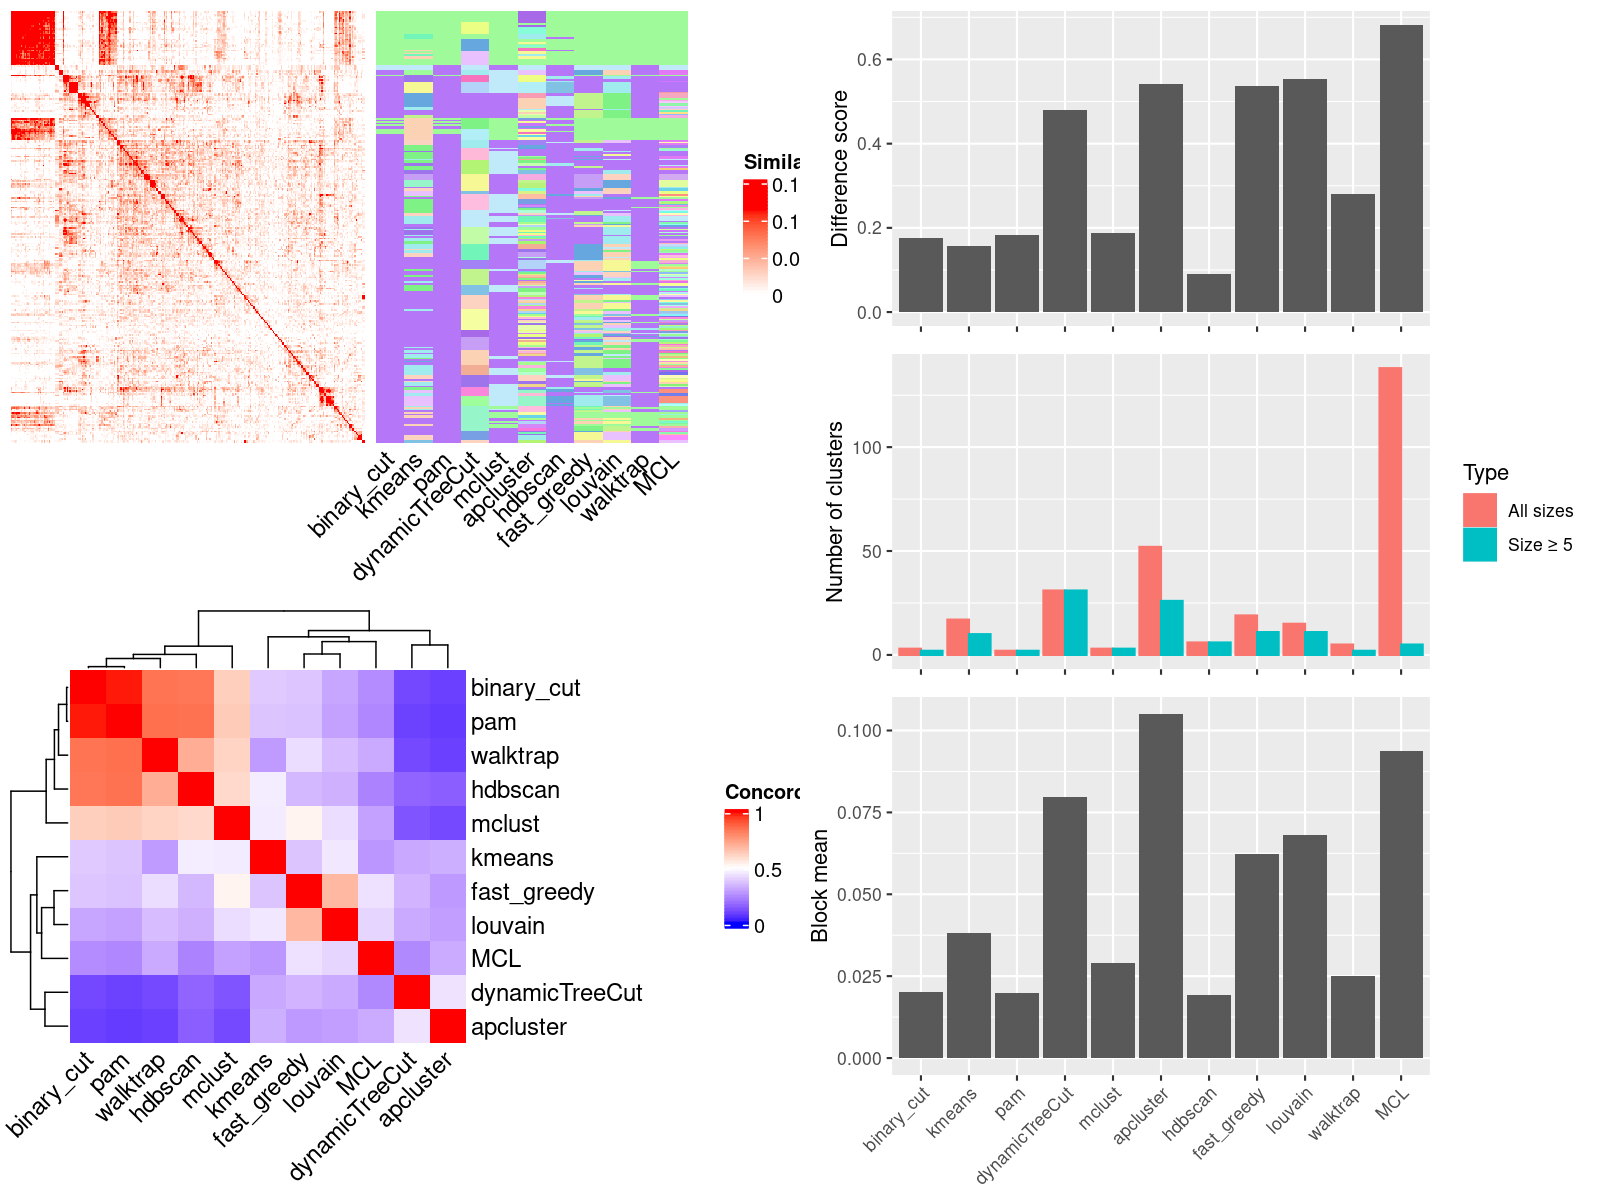 Simila
0.1
0.1
0.0
0
binary_cut
kmeans
pam
dynamicTreeCut
mclust
apcluster
hdbscan
fast_greedy
louvain
walktrap
MCL
binary_cut
pam
walktrap
hdbscan
mclust
kmeans
fast_greedy
louvain
MCL
dynamicTreeCut
apcluster
binary_cut
pam
walktrap
hdbscan
mclust
kmeans
fast_greedy
louvain
MCL
dynamicTreeCut
apcluster
Concord
1
0.5
0
Difference score
0.6
0.4
0.2
0.0
Number of clusters
100
50
0
Type
All sizes
Size ≥ 5
Block mean
0.100
0.075
0.050
0.025
0.000
binary_cut
kmeans
pam
dynamicTreeCut
mclust
apcluster
hdbscan
fast_greedy
louvain
walktrap
MCL